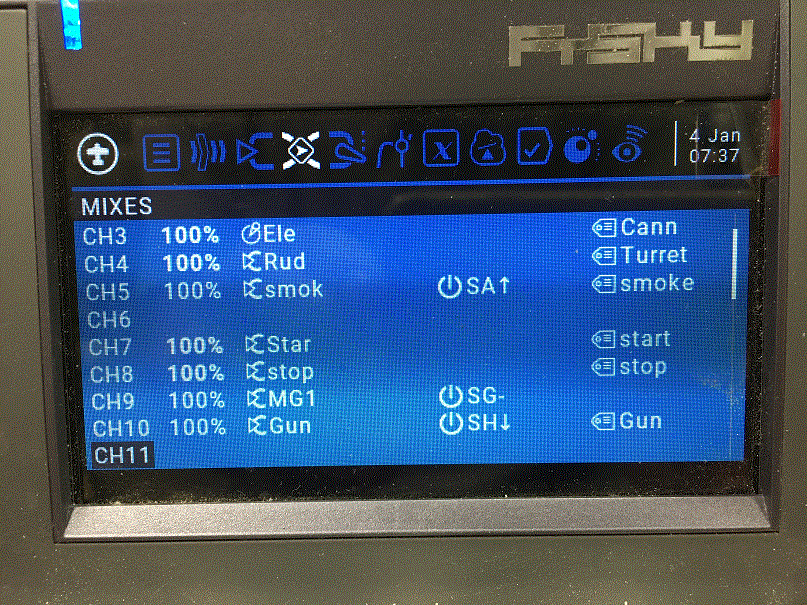 FrSKY
4 Jan
07:37
MIXES
CH3 100% Ele Cann
CH4 100% Rud Turret
CH5 100% smok SA↑ smoke
CH6
CH7 100% Star start
CH8 100% stop stop
CH9 100% MG1 SG-
CH10 100% Gun SH↓ Gun
CH11